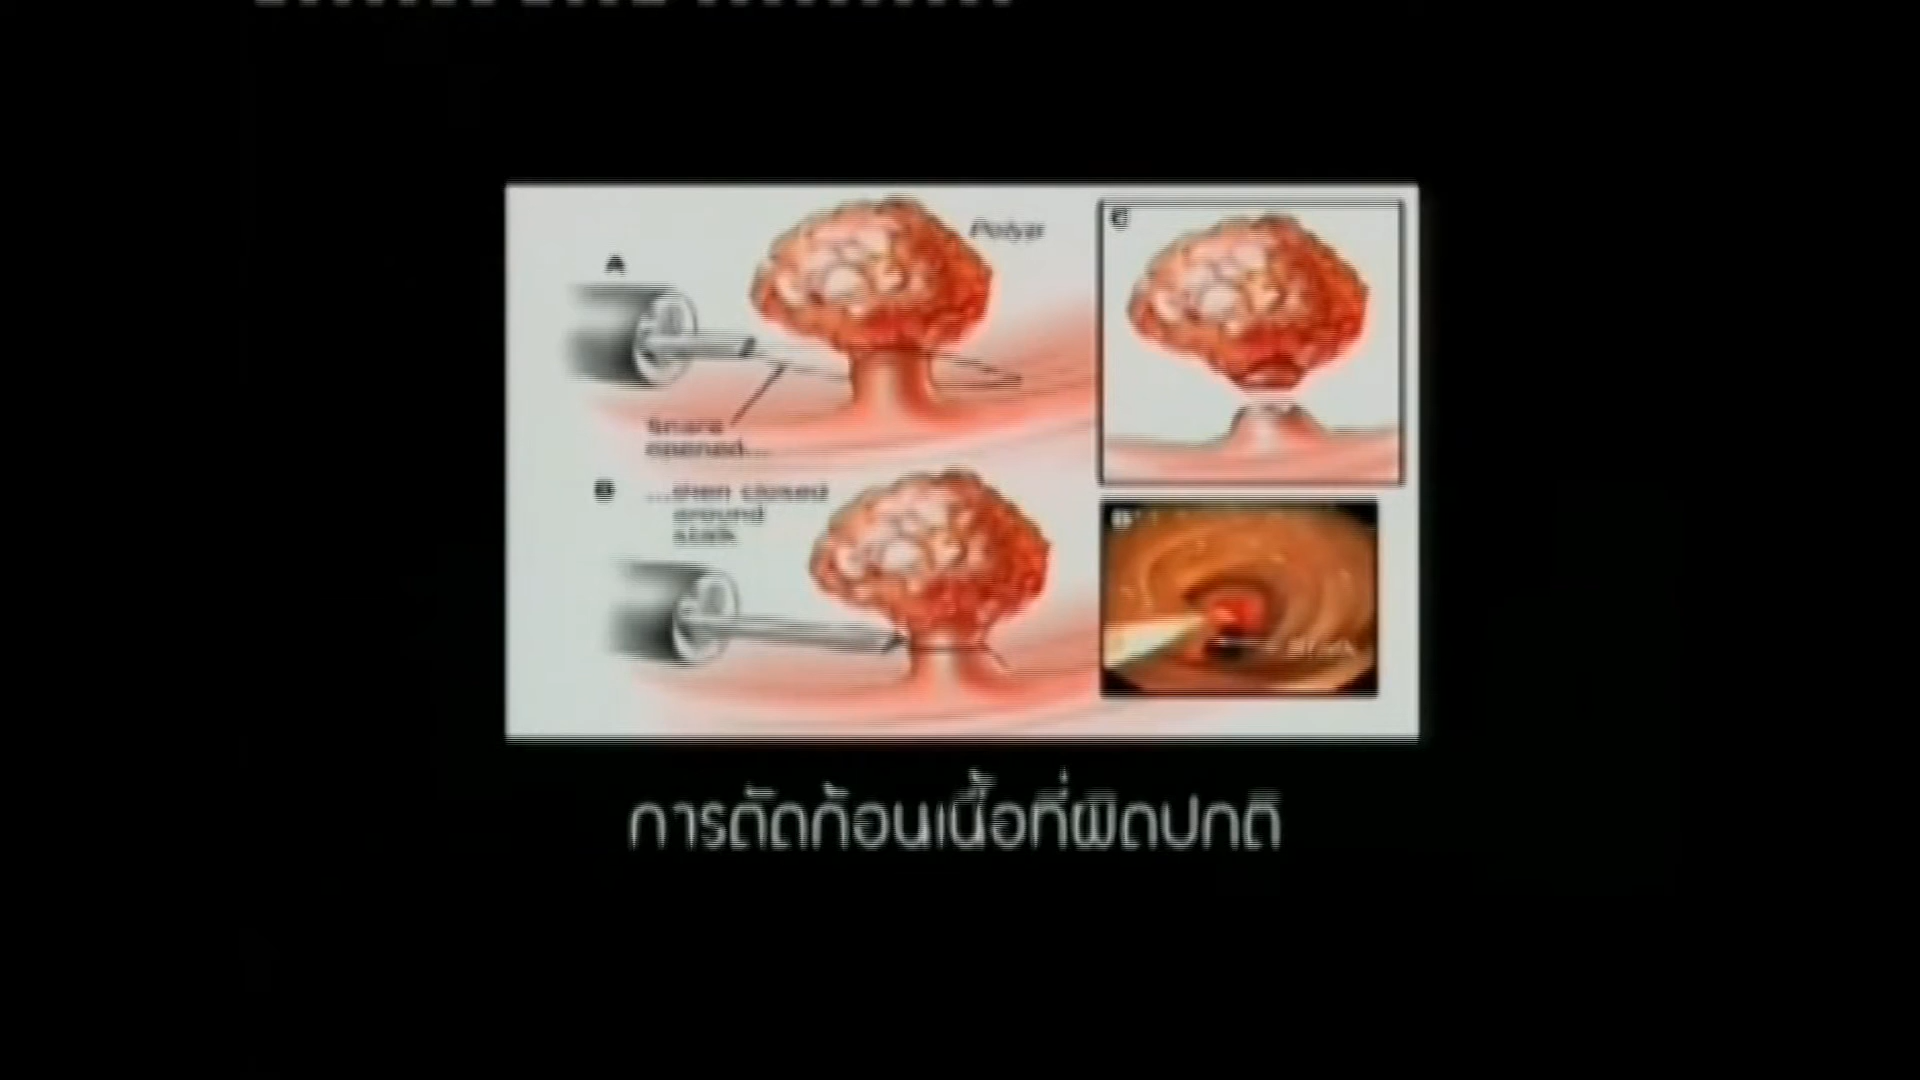 A
Polyp
Snare
opened...
B
...then closed
around
stalk
C
D
การตัดก้อนเนื้อที่ผิดปกติ